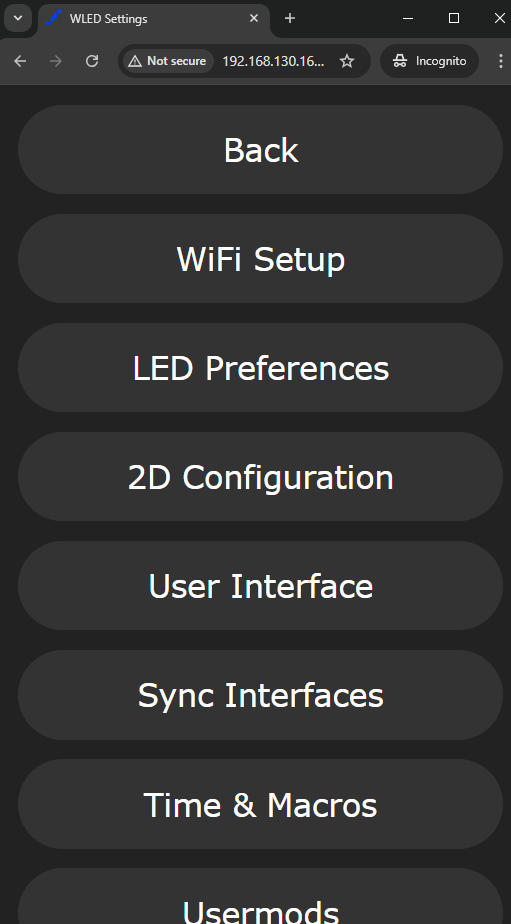 WLED Settings
Not secure
192.168.130.16...
Incognito
Back
WiFi Setup
LED Preferences
2D Configuration
User Interface
Sync Interfaces
Time & Macros
Usermods